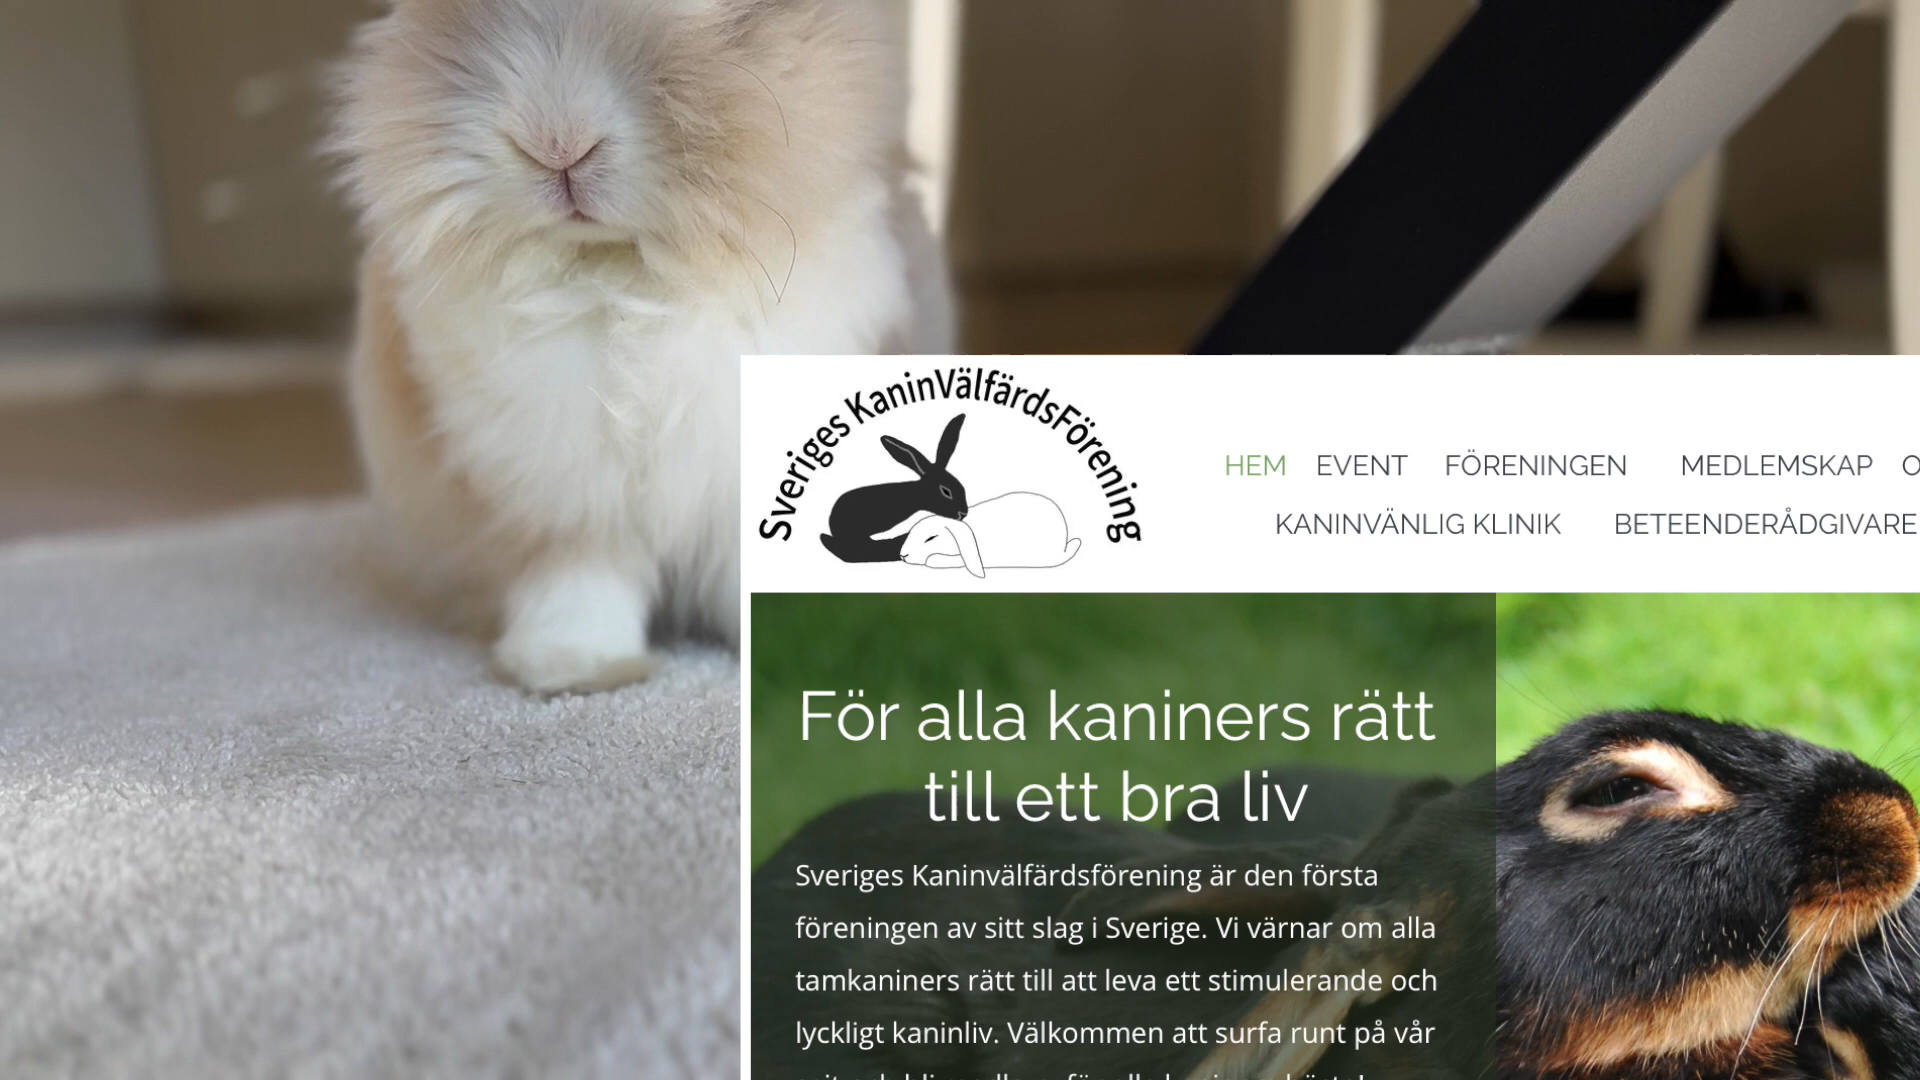 Sveriges KaninVälfärdsFörening
HEM EVENT FÖRENINGEN MEDLEMSKAP
KANINVÄNLIG KLINIK BETEENDERÅDGIVARE
För alla kaniners rätt
till ett bra liv
Sveriges Kaninvälfärdsförening är den första
föreningen av sitt slag i Sverige. Vi värnar om alla
tamkaniners rätt till att leva ett stimulerande och
lyckligt kaninliv. Välkommen att surfa runt på vår